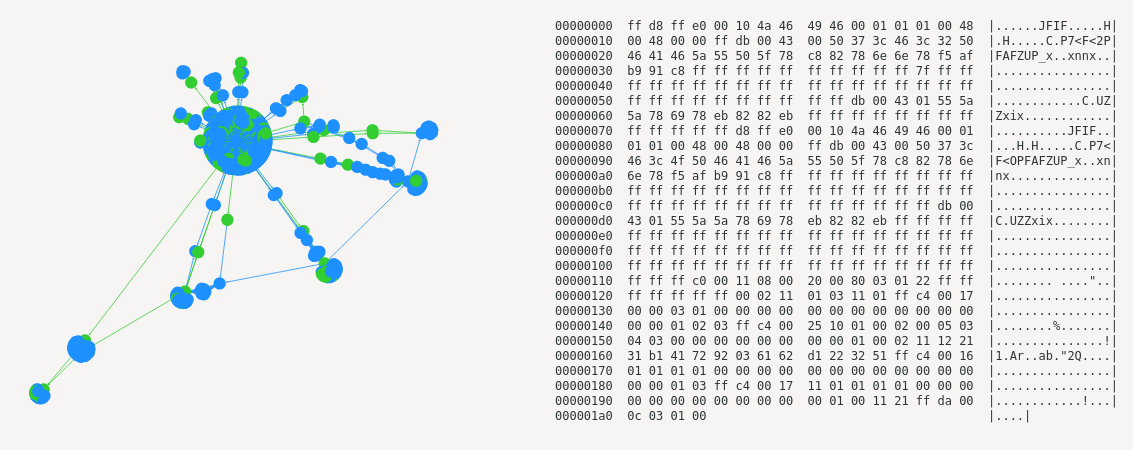 00000000  ff d8 ff e0 00 10 4a 46  49 46 00 01 01 01 00 48  |......JFIF.....H|
00000010  00 48 00 00 ff db 00 43  00 50 37 3c 46 3c 32 50  |.H.....C.P7<F<2P|
00000020  46 41 46 5a 55 50 5f 78  c8 82 78 6e 6e 78 f5 af  |FAFZUP_x..xnnx..|
00000030  b9 91 c8 ff ff ff ff ff  ff ff ff ff ff 7f ff ff  |................|
00000040  ff ff ff ff ff ff ff ff  ff ff ff ff ff ff ff ff  |................|
00000050  ff ff ff ff ff ff ff ff  ff ff db 00 43 01 55 5a  |............C.UZ|
00000060  5a 78 69 78 eb 82 82 eb  ff ff ff ff ff ff ff ff  |Zxix............|
00000070  ff ff ff ff ff d8 ff e0  00 10 4a 46 49 46 00 01  |..........JFIF..|
00000080  01 01 00 48 00 48 00 00  ff db 00 43 00 50 37 3c  |...H.H.....C.P7<|
00000090  46 3c 4f 50 46 41 46 5a  55 50 5f 78 c8 82 78 6e  |F<OPFAFZUP_x..xn|
000000a0  6e 78 f5 af b9 91 c8 ff  ff ff ff ff ff ff ff ff  |nx..............|
000000b0  ff ff ff ff ff ff ff ff  ff ff ff ff ff ff ff ff  |................|
000000c0  ff ff ff ff ff ff ff ff  ff ff ff ff ff ff db 00  |................|
000000d0  43 01 55 5a 5a 78 69 78  eb 82 82 eb ff ff ff ff  |C.UZZxix........|
000000e0  ff ff ff ff ff ff ff ff  ff ff ff ff ff ff ff ff  |................|
000000f0  ff ff ff ff ff ff ff ff  ff ff ff ff ff ff ff ff  |................|
00000100  ff ff ff ff ff ff ff ff  ff ff ff ff ff ff ff ff  |................|
00000110  ff ff ff c0 00 11 08 00  20 00 80 03 01 22 ff ff  |........ ...."..|
00000120  ff ff ff ff ff 00 02 11  01 03 11 01 ff c4 00 17  |................|
00000130  00 00 03 01 00 00 00 00  00 00 00 00 00 00 00 00  |................|
00000140  00 00 01 02 03 ff c4 00  25 10 01 00 02 00 05 03  |........%.......|
00000150  04 03 00 00 00 00 00 00  00 00 01 00 02 11 12 21  |...............!|
00000160  31 b1 41 72 92 03 61 62  d1 22 32 51 ff c4 00 16  |1.Ar..ab."2Q....|
00000170  01 01 01 01 00 00 00 00  00 00 00 00 00 00 00 00  |................|
00000180  00 00 01 03 ff c4 00 17  11 01 01 01 01 00 00 00  |................|
00000190  00 00 00 00 00 00 00 00  00 01 00 11 21 ff da 00  |............!...|
000001a0  0c 03 01 00  |....|